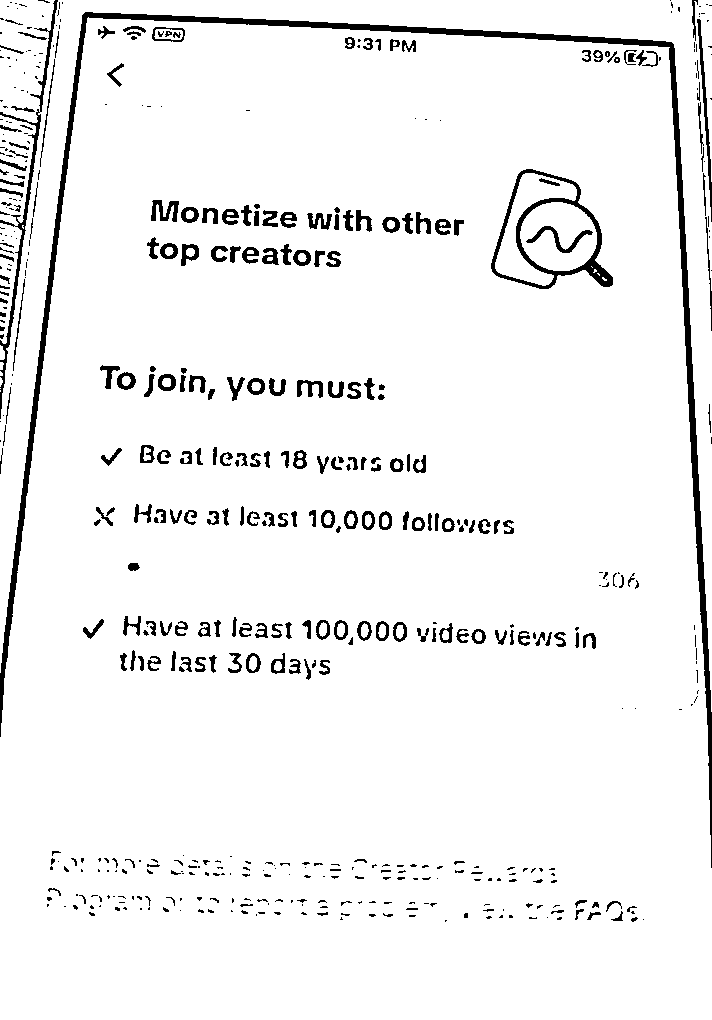 VPN 9:31 PM 39%
Monetize with other
top creators
To join, you must:
Be at least 18 years old
Have at least 10,000 followers
306
Have at least 100,000 video views in
the last 30 days
For more details on the Creator Rewards
Program or to report a problem, view the FAQs.